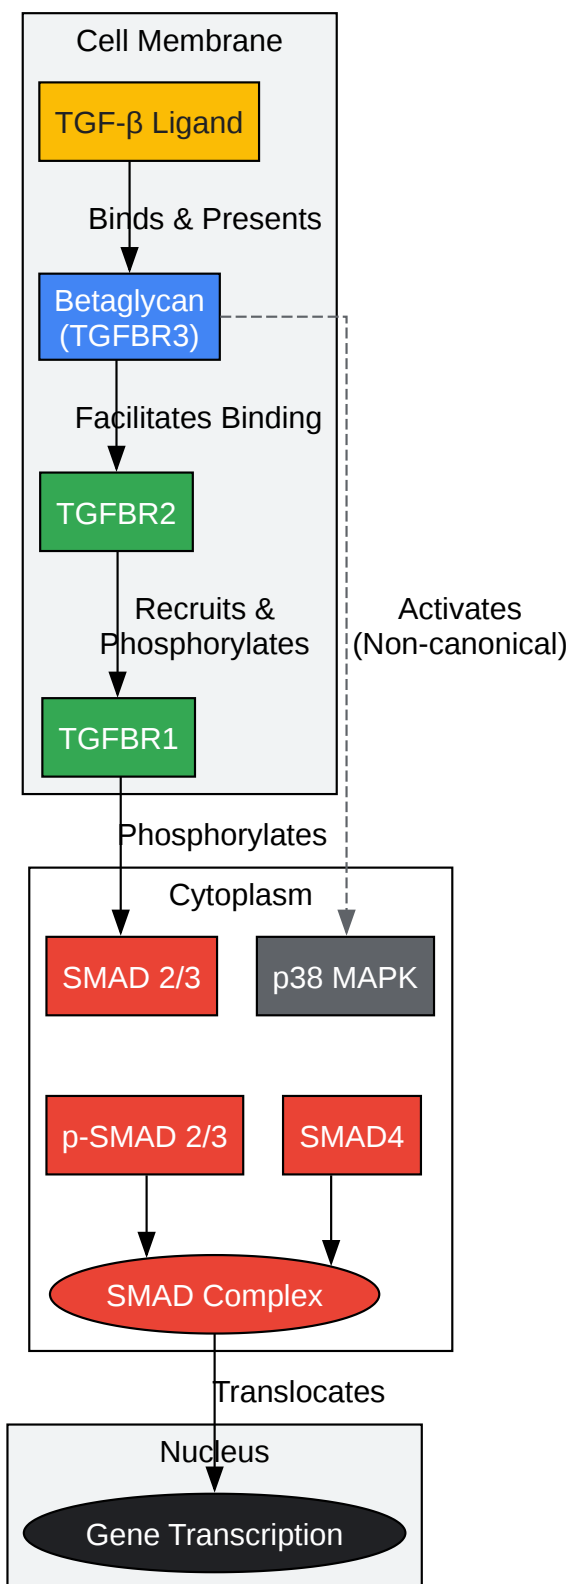 Cell Membrane
TGF-β Ligand
Binds & Presents
Betaglycan
(TGFBR3)
Facilitates Binding
TGFBR2
Recruits &
Phosphorylates
Activates
(Non-canonical)
TGFBR1
Phosphorylates
Cytoplasm
SMAD 2/3
p38 MAPK
p-SMAD 2/3
SMAD4
SMAD Complex
Translocates
Nucleus
Gene Transcription